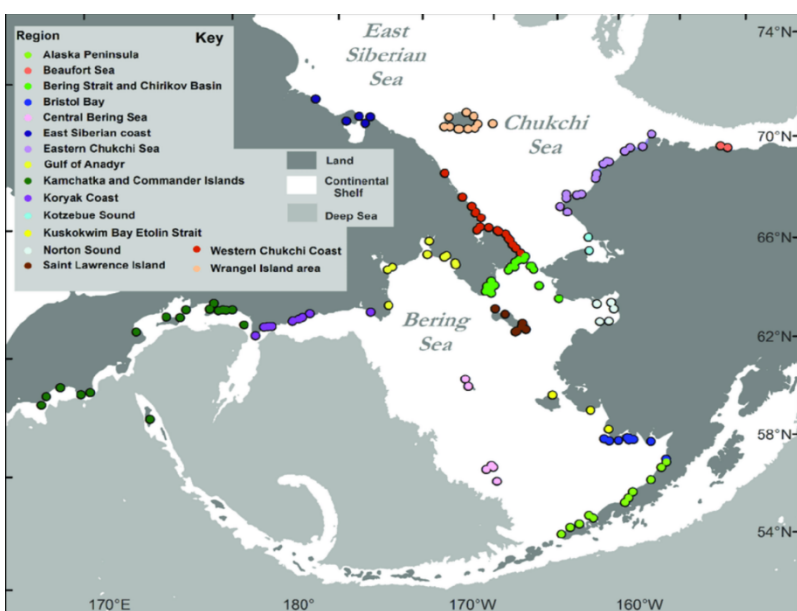 East
Siberian
Sea
74°N
Region Key
Alaska Peninsula
Beaufort Sea
Bering Strait and Chirikov Basin
Bristol Bay
Central Bering Sea
East Siberian coast
Eastern Chukchi Sea
Gulf of Anadyr
Kamchatka and Commander Islands
Koryak Coast
Kotzebue Sound
Kuskokwim Bay Etolin Strait
Norton Sound
Saint Lawrence Island
Land
Continental
Shelf
Deep Sea
Western Chukchi Coast
Wrangel Island area
Chukchi
Sea
70°N
66°N
Bering
Sea
62°N
58°N
54°N
170°E 180° 170°W 160°W